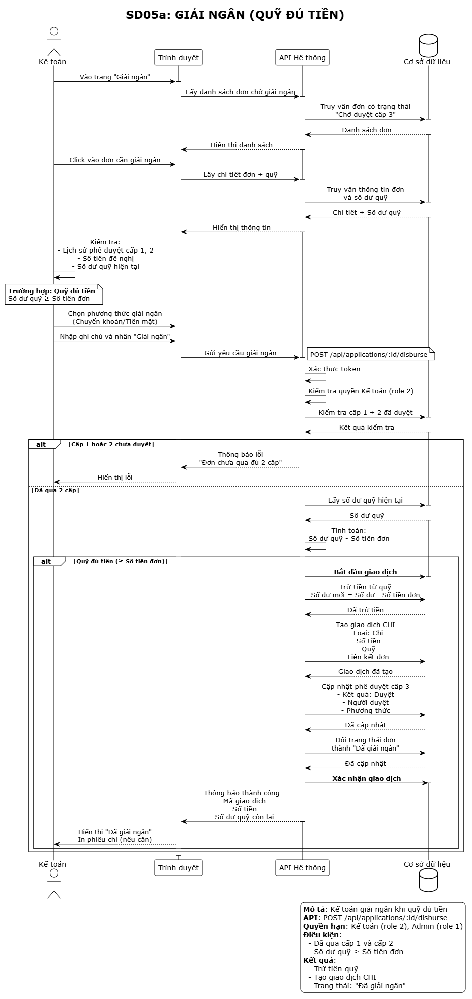 SD05a: GIẢI NGÂN (QUỸ ĐỦ TIỀN)
Kế toán
Trình duyệt
API Hệ thống
Cơ sở dữ liệu
Vào trang "Giải ngân"
Lấy danh sách đơn chờ giải ngân
Truy vấn đơn có trạng thái
"Chờ duyệt cấp 3"
Danh sách đơn
Hiển thị danh sách
Click vào đơn cần giải ngân
Lấy chi tiết đơn + quỹ
Truy vấn thông tin đơn
và số dư quỹ
Chi tiết + Số dư quỹ
Hiển thị thông tin
Kiểm tra:
- Lịch sử phê duyệt cấp 1, 2
- Số tiền đề nghị
- Số dư quỹ hiện tại
Trường hợp: Quỹ đủ tiền
Số dư quỹ ≥ Số tiền đơn
Chọn phương thức giải ngân
(Chuyển khoản/Tiền mặt)
Nhập ghi chú và nhấn "Giải ngân"
Gửi yêu cầu giải ngân
POST /api/applications/:id/disburse
Xác thực token
Kiểm tra quyền Kế toán (role 2)
Kiểm tra cấp 1 + 2 đã duyệt
Kết quả kiểm tra
alt
[Cấp 1 hoặc 2 chưa duyệt]
Thông báo lỗi
"Đơn chưa qua đủ 2 cấp"
Hiển thị lỗi
[Đã qua 2 cấp]
Lấy số dư quỹ hiện tại
Số dư quỹ
Tính toán:
Số dư quỹ - Số tiền đơn
alt
[Quỹ đủ tiền (≥ Số tiền đơn)]
Bắt đầu giao dịch
Trừ tiền từ quỹ
Số dư mới = Số dư - Số tiền đơn
Đã trừ tiền
Tạo giao dịch CHI
- Loại: Chi
- Số tiền
- Quỹ
- Liên kết đơn
Giao dịch đã tạo
Cập nhật phê duyệt cấp 3
- Kết quả: Duyệt
- Người duyệt
- Phương thức
Đã cập nhật
Đổi trạng thái đơn
thành "Đã giải ngân"
Đã cập nhật
Xác nhận giao dịch
Thông báo thành công
- Mã giao dịch
- Số tiền
- Số dư quỹ còn lại
Hiển thị "Đã giải ngân"
In phiếu chi (nếu cần)
Kế toán
Trình duyệt
API Hệ thống
Cơ sở dữ liệu
Mô tả: Kế toán giải ngân khi quỹ đủ tiền
API: POST /api/applications/:id/disburse
Quyền hạn: Kế toán (role 2), Admin (role 1)
Điều kiện:
- Đã qua cấp 1 và cấp 2
- Số dư quỹ ≥ Số tiền đơn
Kết quả:
- Trừ tiền quỹ
- Tạo giao dịch CHI
- Trạng thái: "Đã giải ngân"